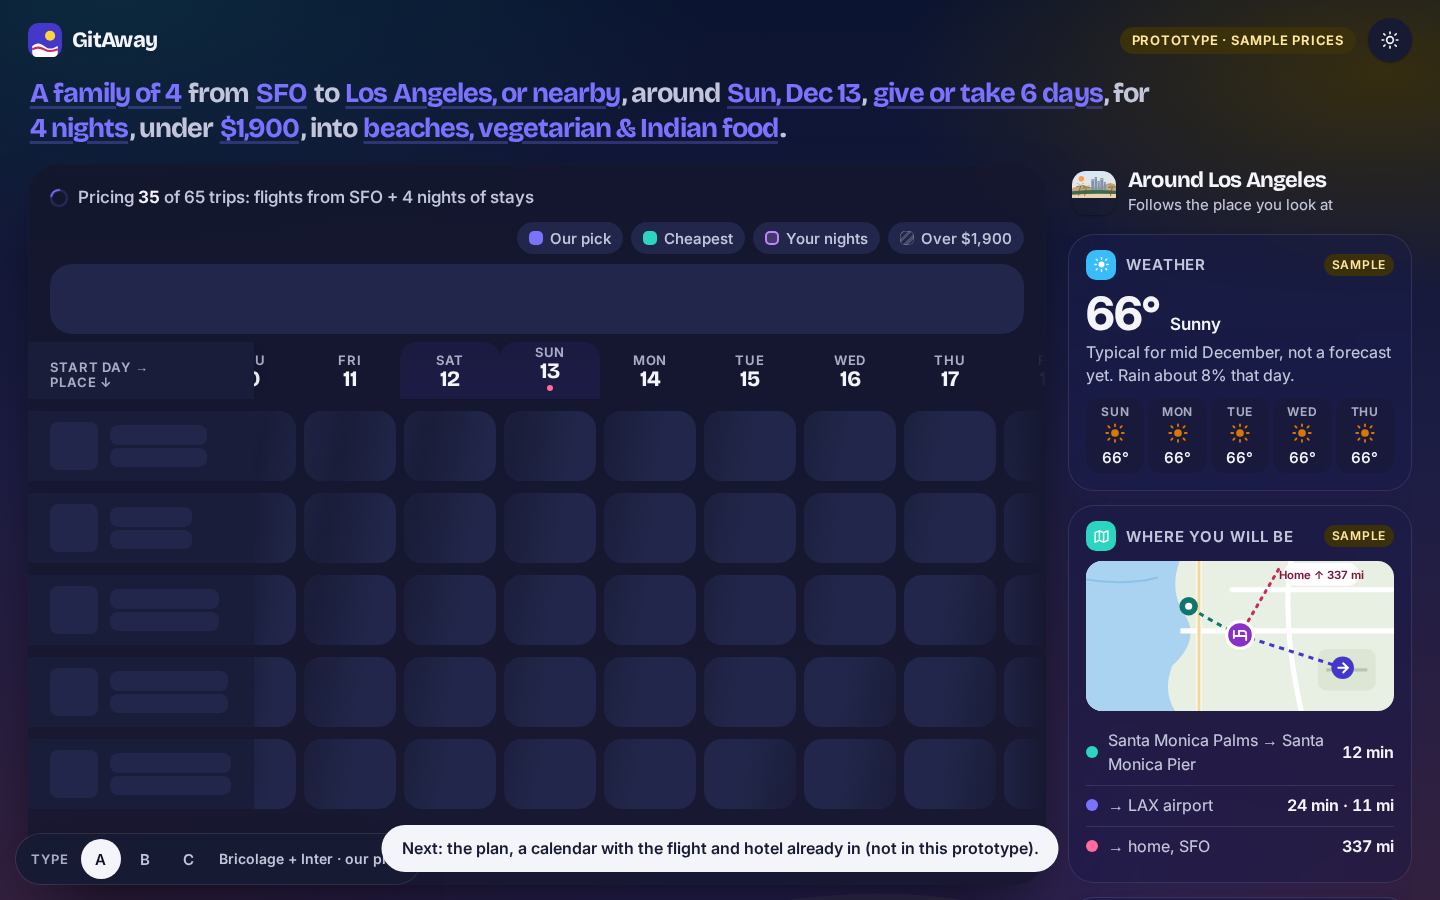 GitAway
PROTOTYPE · SAMPLE PRICES
A family of 4 from SFO to Los Angeles, or nearby, around Sun, Dec 13, give or take 6 days, for
4 nights, under $1,900, into beaches, vegetarian & Indian food.
Pricing 35 of 65 trips: flights from SFO + 4 nights of stays
Our pick
Cheapest
Your nights
Over $1,900
START DAY →
PLACE ↓
FRI
11
SAT
12
SUN
13
MON
14
TUE
15
WED
16
THU
17
Around Los Angeles
Follows the place you look at
WEATHER
SAMPLE
66° Sunny
Typical for mid December, not a forecast
yet. Rain about 8% that day.
SUN MON TUE WED THU
66° 66° 66° 66° 66°
WHERE YOU WILL BE
SAMPLE
Home ↑ 337 mi
Santa Monica Palms → Santa
Monica Pier
12 min
→ LAX airport
24 min · 11 mi
→ home, SFO
337 mi
TYPE A B C Bricolage + Inter · our
Next: the plan, a calendar with the flight and hotel already in (not in this prototype).